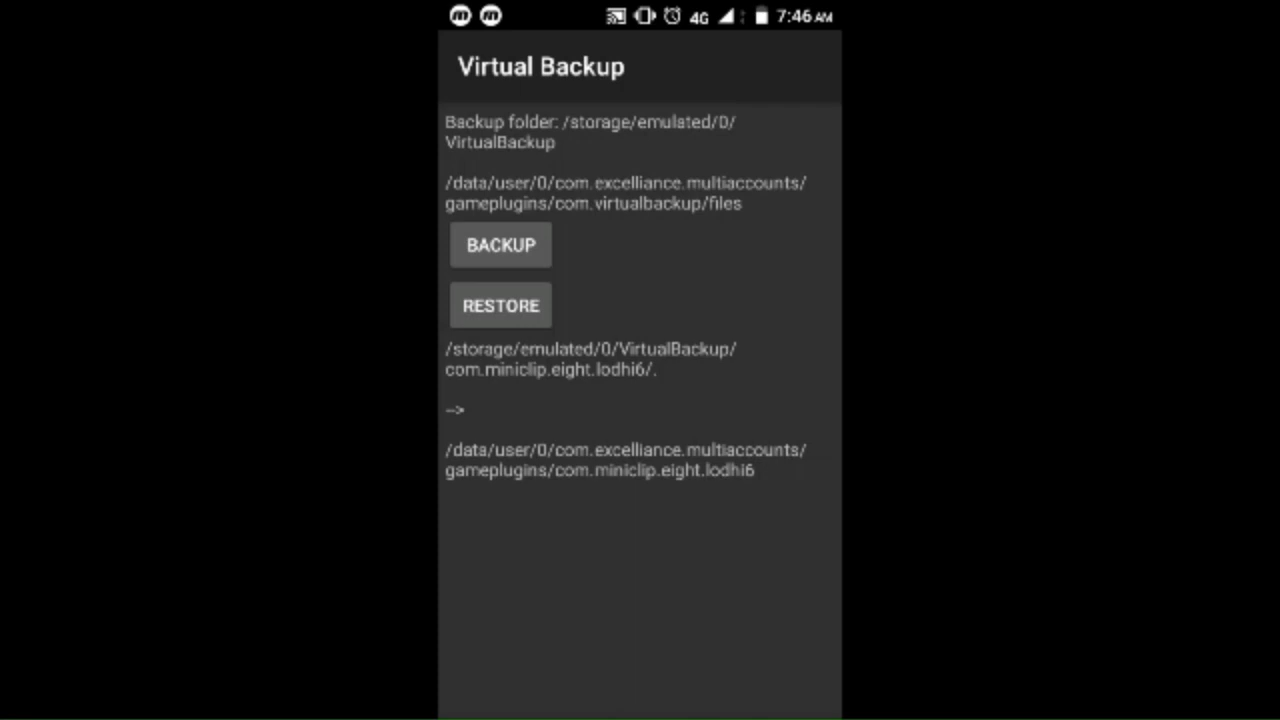 4G 7:46 AM
Virtual Backup
Backup folder: /storage/emulated/0/
VirtualBackup
/data/user/0/com.excelliance.multiaccounts/
gameplugins/com.virtualbackup/files
BACKUP
RESTORE
/storage/emulated/0/VirtualBackup/
com.miniclip.eight.lodhi6/.
-->
/data/user/0/com.excelliance.multiaccounts/
gameplugins/com.miniclip.eight.lodhi6